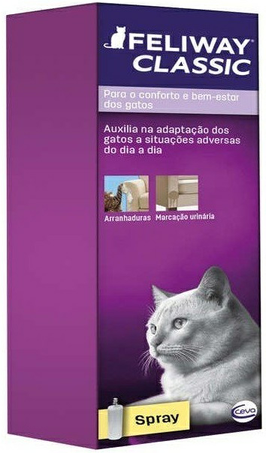 FELIWAY
CLASSIC
Para o conforto e bem-estar
dos gatos
Auxilia na adaptação dos
gatos a situações adversas
do dia a dia
Arranhaduras
Marcação urinária
Spray
Ceva